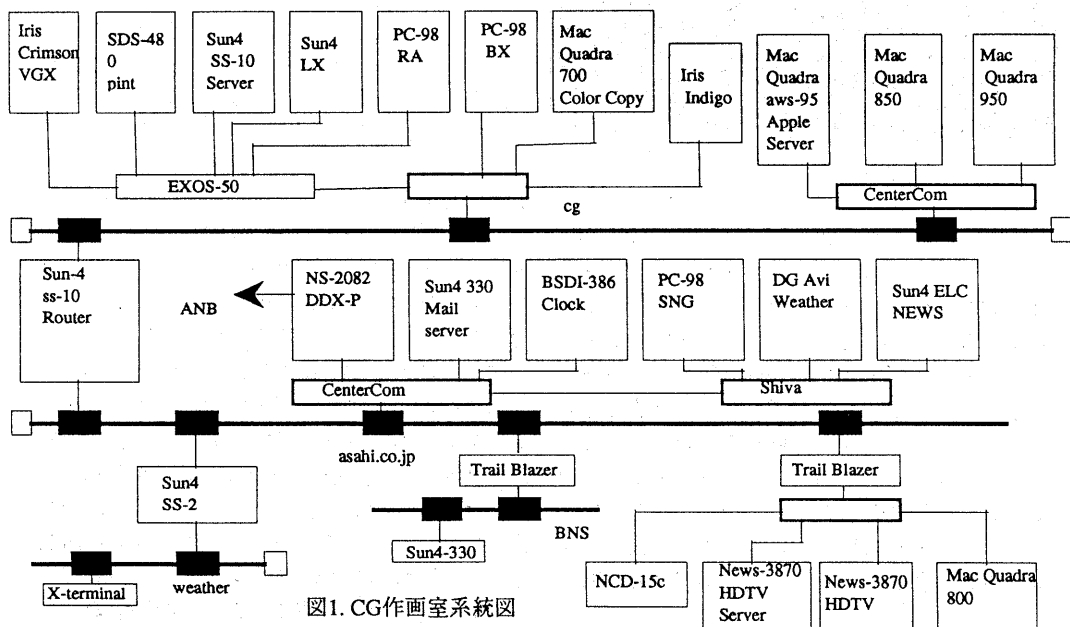 Iris
Crimson
VGX
SDS-48
0
pint
Sun4
SS-10
Server
Sun4
LX
PC-98
RA
PC-98
BX
Mac
Quadra
700
Color Copy
Iris
Indigo
Mac
Quadra
aws-95
Apple
Server
Mac
Quadra
850
Mac
Quadra
950
EXOS-50
CenterCom
cg
Sun-4
ss-10
Router
ANB
NS-2082
DDX-P
Sun4 330
Mail
server
BSDI-386
Clock
PC-98
SNG
DG Avi
Weather
Sun4 ELC
NEWS
CenterCom
Shiva
asahi.co.jp
Sun4
SS-2
Trail Blazer
Trail Blazer
BNS
Sun4-330
X-terminal
weather
NCD-15c
News-3870
HDTV
Server
News-3870
HDTV
Mac Quadra
800
図1. CG作画室系統図